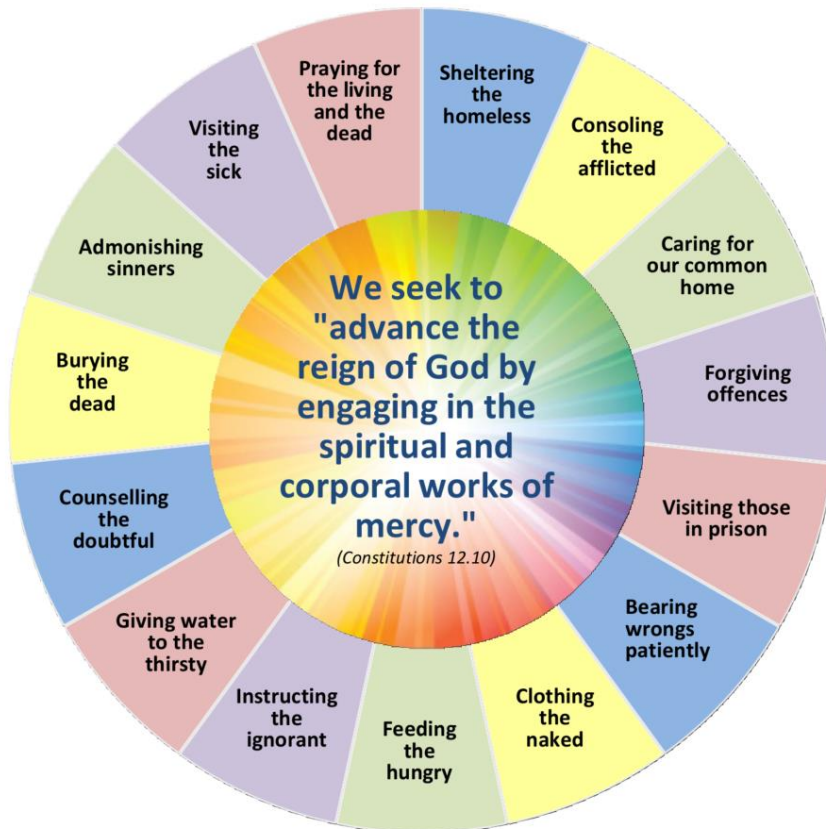 We seek to
"advance the
reign of God by
engaging in the
spiritual and
corporal works of
mercy."
(Constitutions 12.10)
Sheltering
the
homeless
Consoling
the
afflicted
Caring for
our common
home
Forgiving
offences
Visiting those
in prison
Bearing
wrongs
patiently
Clothing
the
naked
Feeding
the
hungry
Instructing
the
ignorant
Giving water
to the
thirsty
Counselling
the
doubtful
Burying
the
dead
Admonishing
sinners
Visiting
the
sick
Praying for
the living
and the
dead